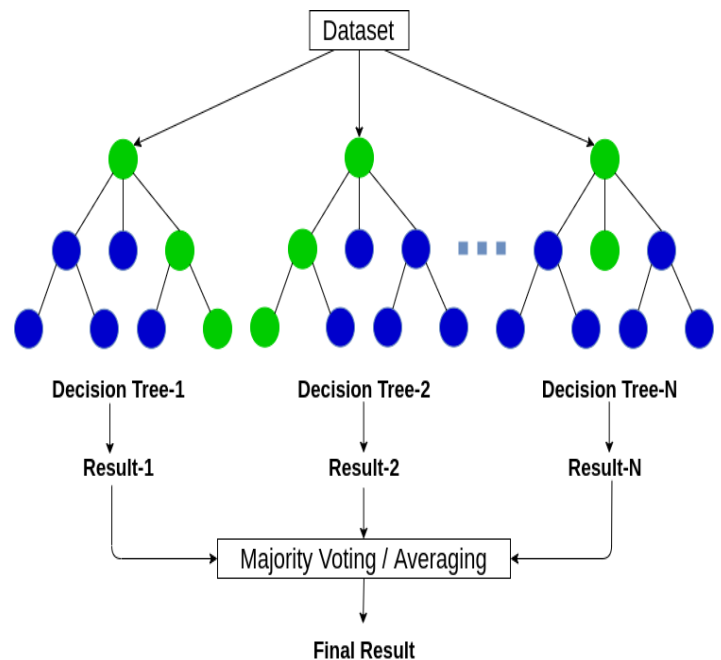 Dataset
Decision Tree-1
Decision Tree-2
Decision Tree-N
Result-1
Result-2
Result-N
Majority Voting / Averaging
Final Result